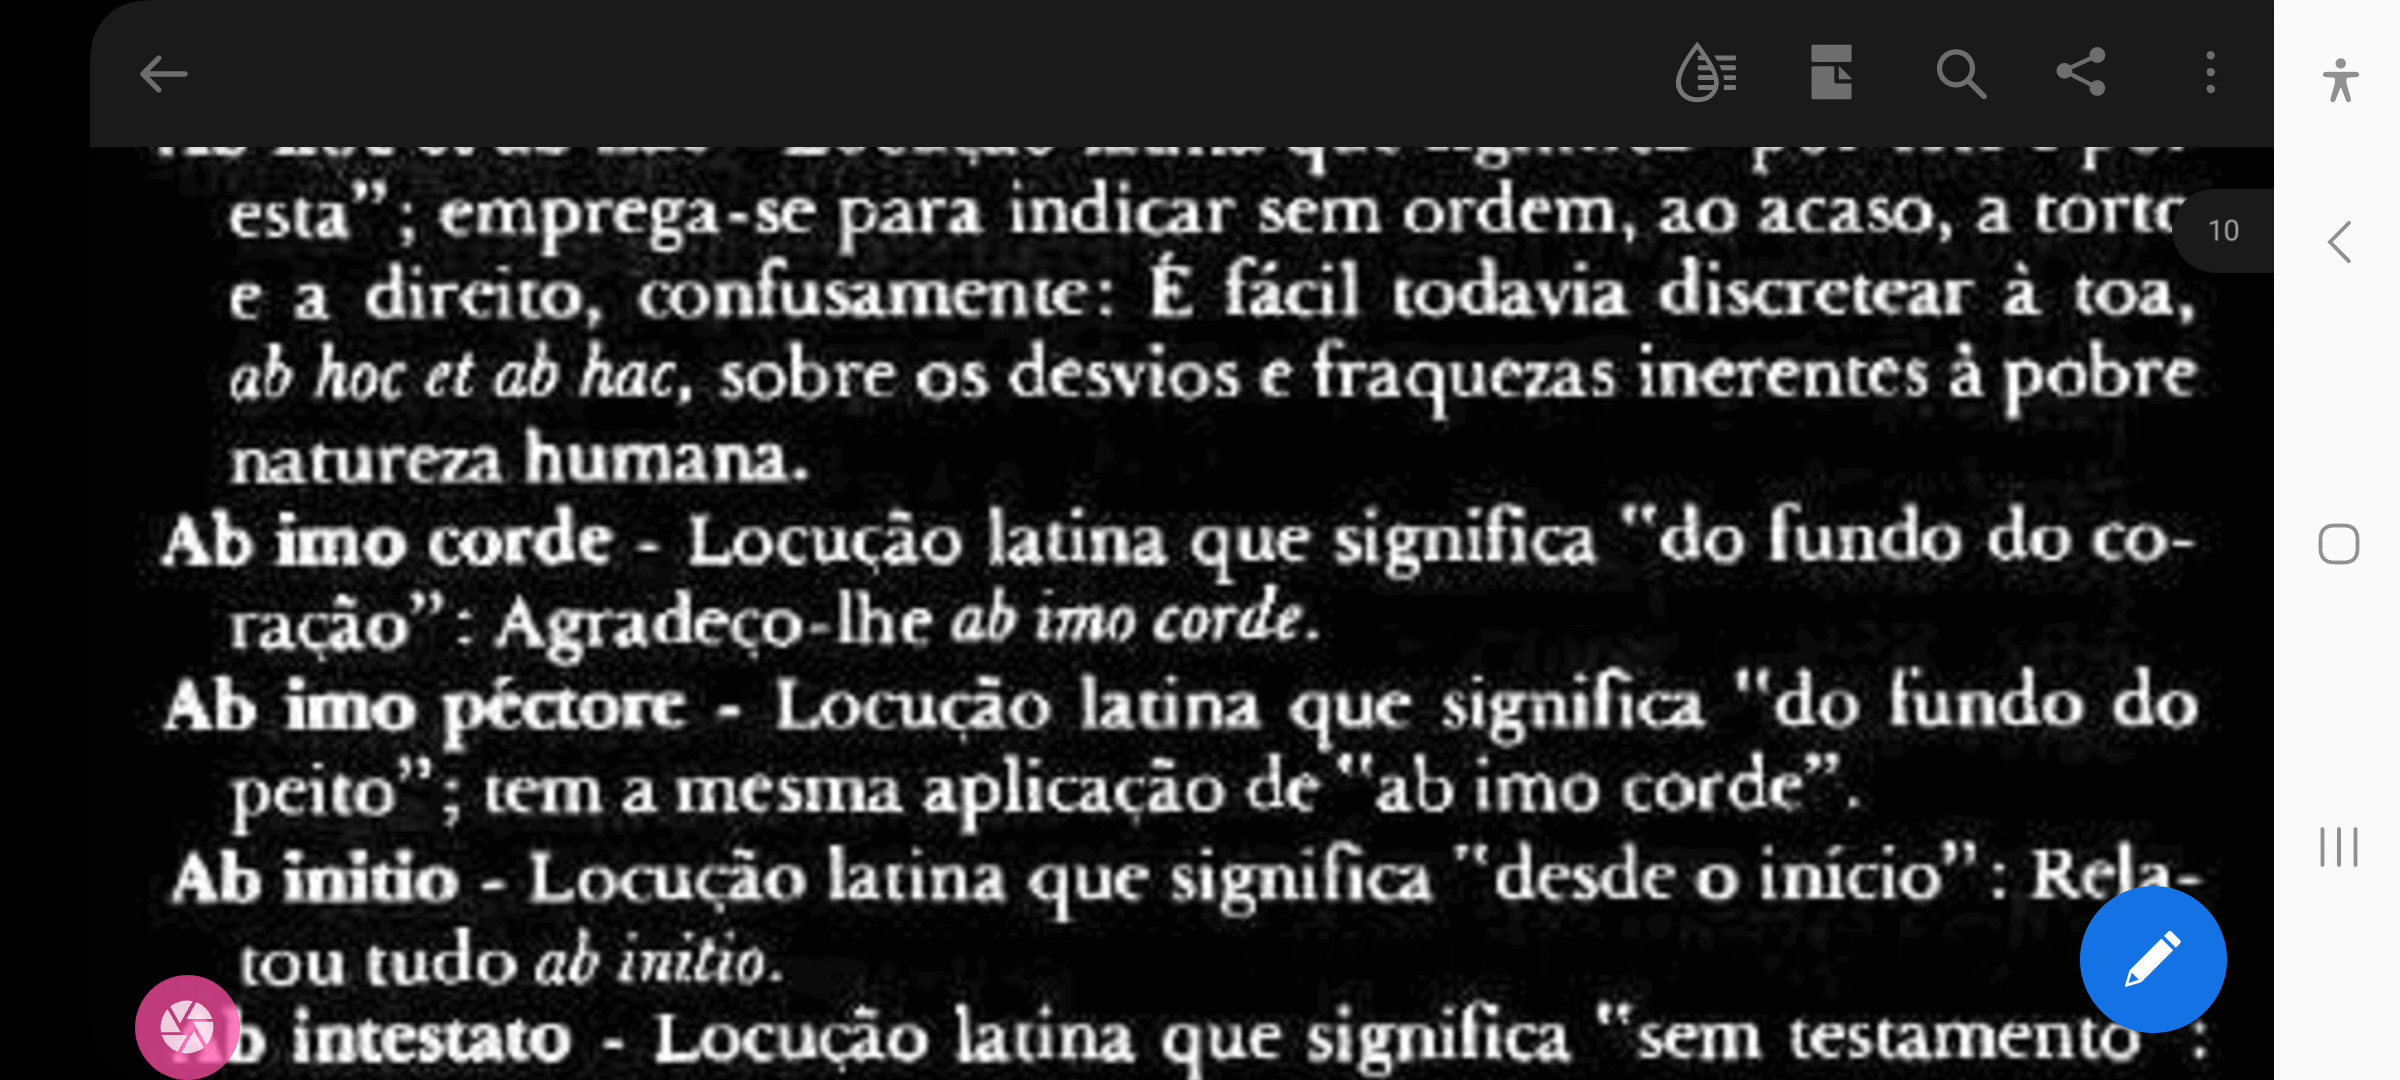 10
esta”; emprega-se para indicar sem ordem, ao acaso, a torto
e a direito, confusamente: É fácil todavia discretear à toa,
ab hoc et ab hac, sobre os desvios e fraquezas inerentes à pobre
natureza humana.
Ab imo corde - Locução latina que significa “do fundo do co-
ração”: Agradeço-lhe ab imo corde.
Ab imo péctore - Locução latina que significa “do fundo do
peito”; tem a mesma aplicação de “ab imo corde”.
Ab initio - Locução latina que significa “desde o início”: Rela-
tou tudo ab initio.
Ab intestato - Locução latina que significa “sem testamento”: